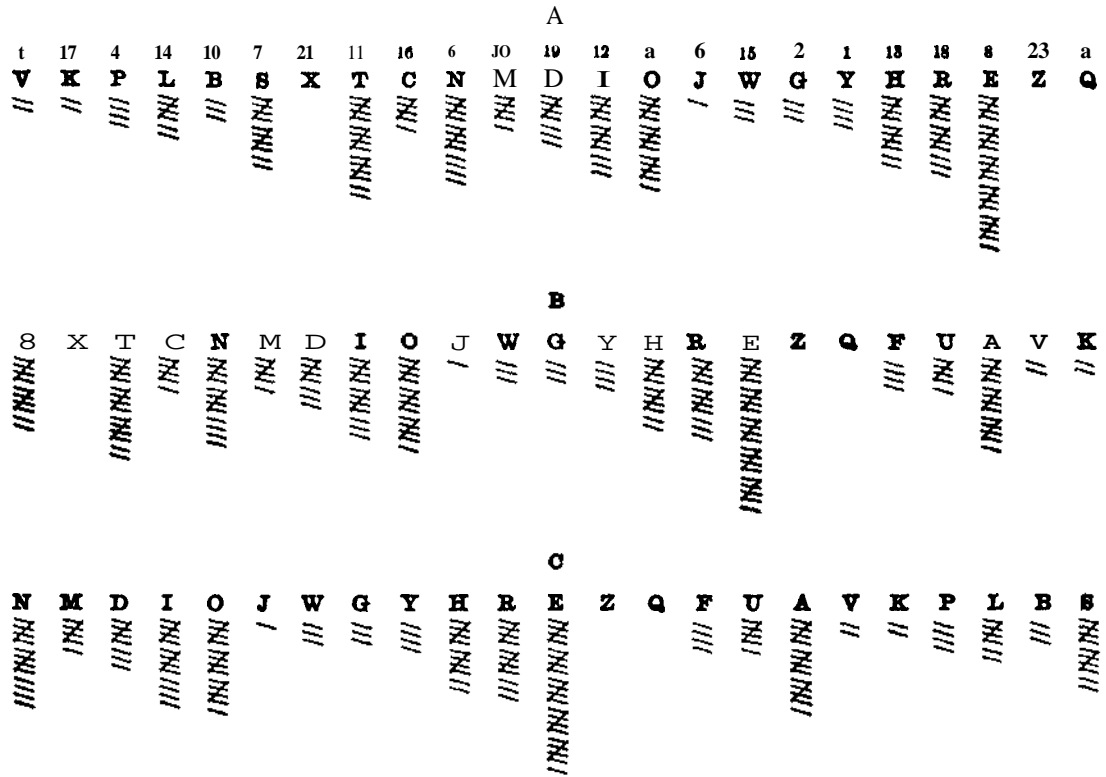 A
t 17 4 14 10 7 21 11 16 6 JO 19 12 a 6 15 2 1 13 18 8 23 a
V K P L B S X T C N M D I O J W G Y H R E Z Q
B
8 X T C N M D I O J W G Y H R E Z Q F U A V K
C
N M D I O J W G Y H R E Z Q F U A V K P L B S